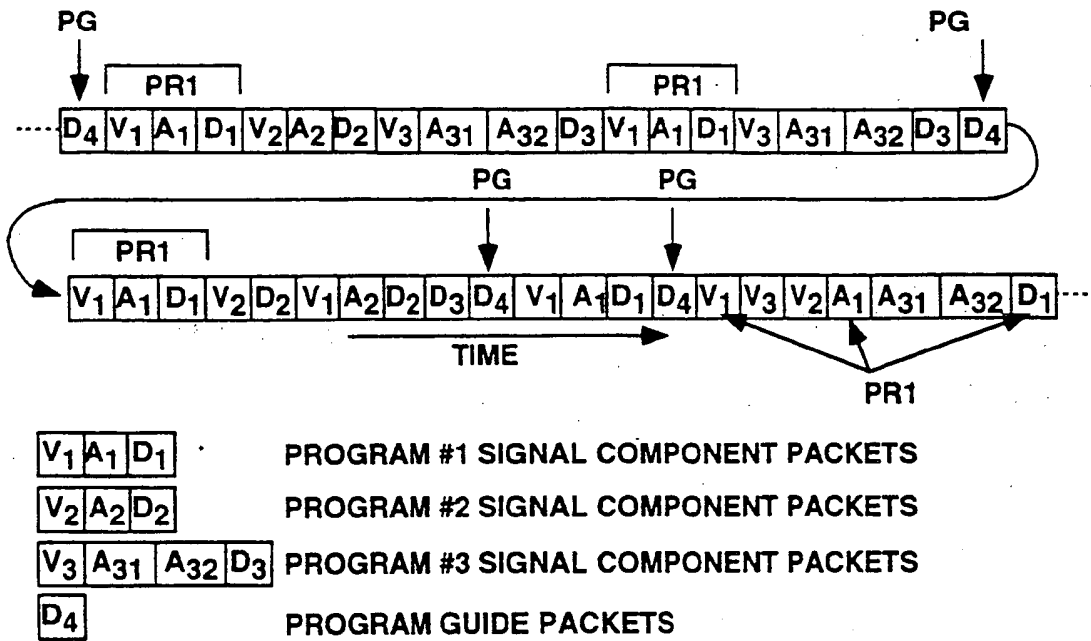 PG PG
PR1 PR1
D4 V1 A1 D1 V2 A2 D2 V3 A31 A32 D3 V1 A1 D1 V3 A31 A32 D3 D4
PG PG
PR1
V1 A1 D1 V2 D2 V1 A2 D2 D3 D4 V1 A1 D1 D4 V1 V3 V2 A1 A31 A32 D1
TIME
PR1
V1 A1 D1 PROGRAM #1 SIGNAL COMPONENT PACKETS
V2 A2 D2 PROGRAM #2 SIGNAL COMPONENT PACKETS
V3 A31 A32 D3 PROGRAM #3 SIGNAL COMPONENT PACKETS
D4 PROGRAM GUIDE PACKETS